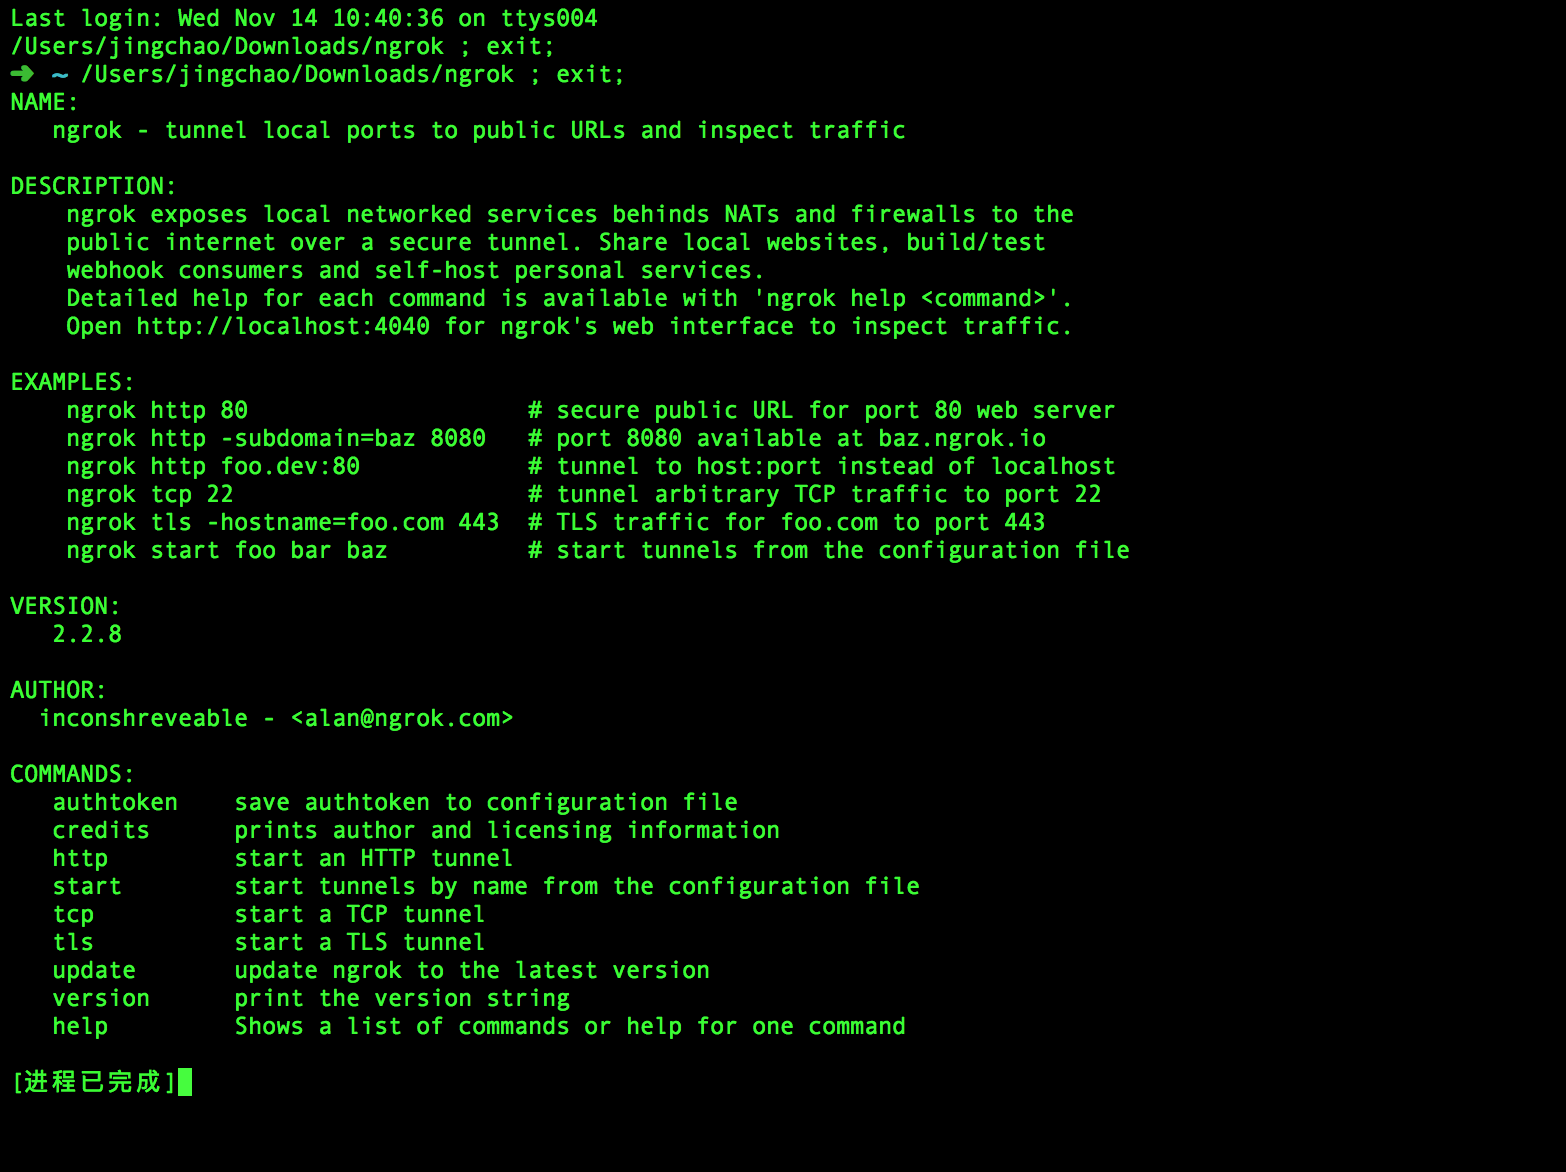 Last login: Wed Nov 14 10:40:36 on ttys004
/Users/jingchao/Downloads/ngrok ; exit;
➜  ~ /Users/jingchao/Downloads/ngrok ; exit;
NAME:
   ngrok - tunnel local ports to public URLs and inspect traffic

DESCRIPTION:
    ngrok exposes local networked services behinds NATs and firewalls to the
    public internet over a secure tunnel. Share local websites, build/test
    webhook consumers and self-host personal services.
    Detailed help for each command is available with 'ngrok help <command>'.
    Open http://localhost:4040 for ngrok's web interface to inspect traffic.

EXAMPLES:
    ngrok http 80                    # secure public URL for port 80 web server
    ngrok http -subdomain=baz 8080   # port 8080 available at baz.ngrok.io
    ngrok http foo.dev:80            # tunnel to host:port instead of localhost
    ngrok tcp 22                     # tunnel arbitrary TCP traffic to port 22
    ngrok tls -hostname=foo.com 443  # TLS traffic for foo.com to port 443
    ngrok start foo bar baz          # start tunnels from the configuration file

VERSION:
   2.2.8

AUTHOR:
  inconshreveable - <alan@ngrok.com>

COMMANDS:
   authtoken    save authtoken to configuration file
   credits      prints author and licensing information
   http         start an HTTP tunnel
   start        start tunnels by name from the configuration file
   tcp          start a TCP tunnel
   tls          start a TLS tunnel
   update       update ngrok to the latest version
   version      print the version string
   help         Shows a list of commands or help for one command

[进程已完成]